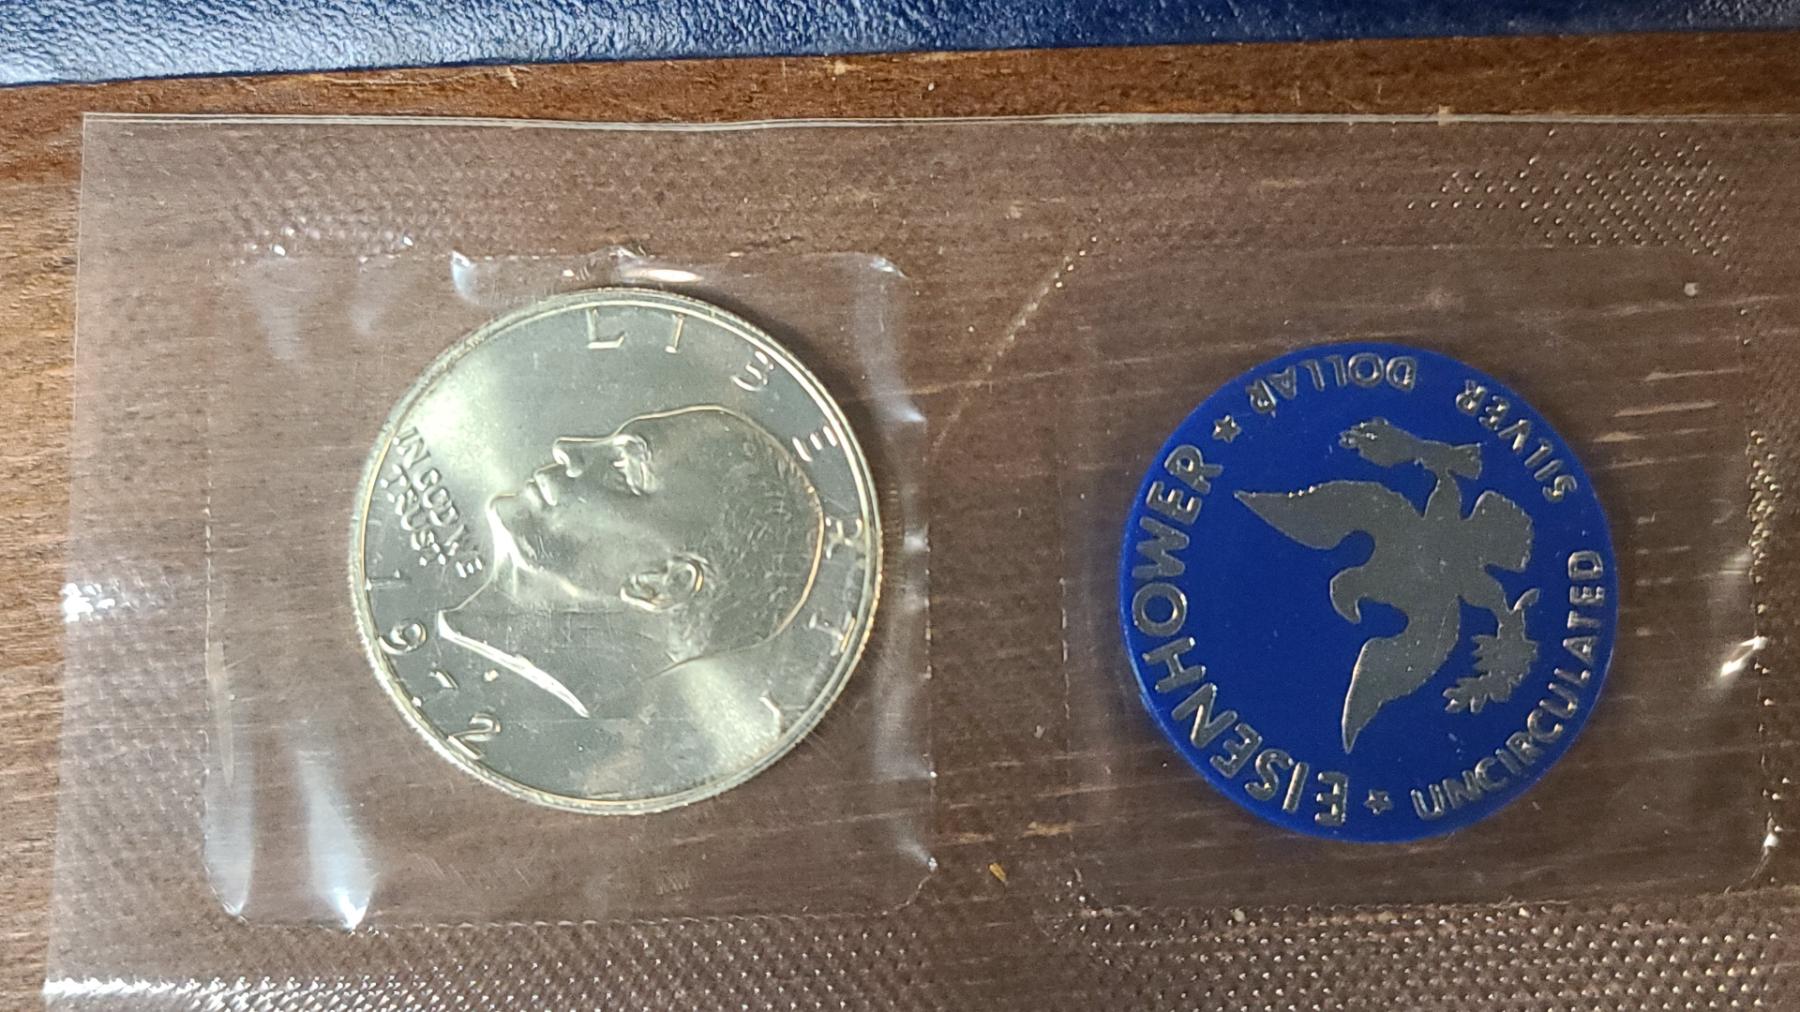 LIBERTY
IN GOD WE
TRUST
1972
EISENHOWER ★ DOLLAR
SILVER
UNCIRCULATED ★